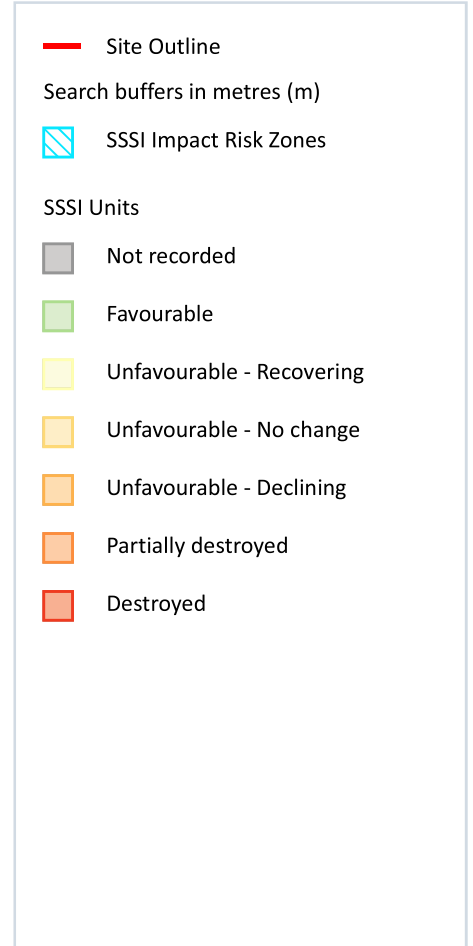 Site Outline
Search buffers in metres (m)
SSSI Impact Risk Zones
SSSI Units
Not recorded
Favourable
Unfavourable - Recovering
Unfavourable - No change
Unfavourable - Declining
Partially destroyed
Destroyed